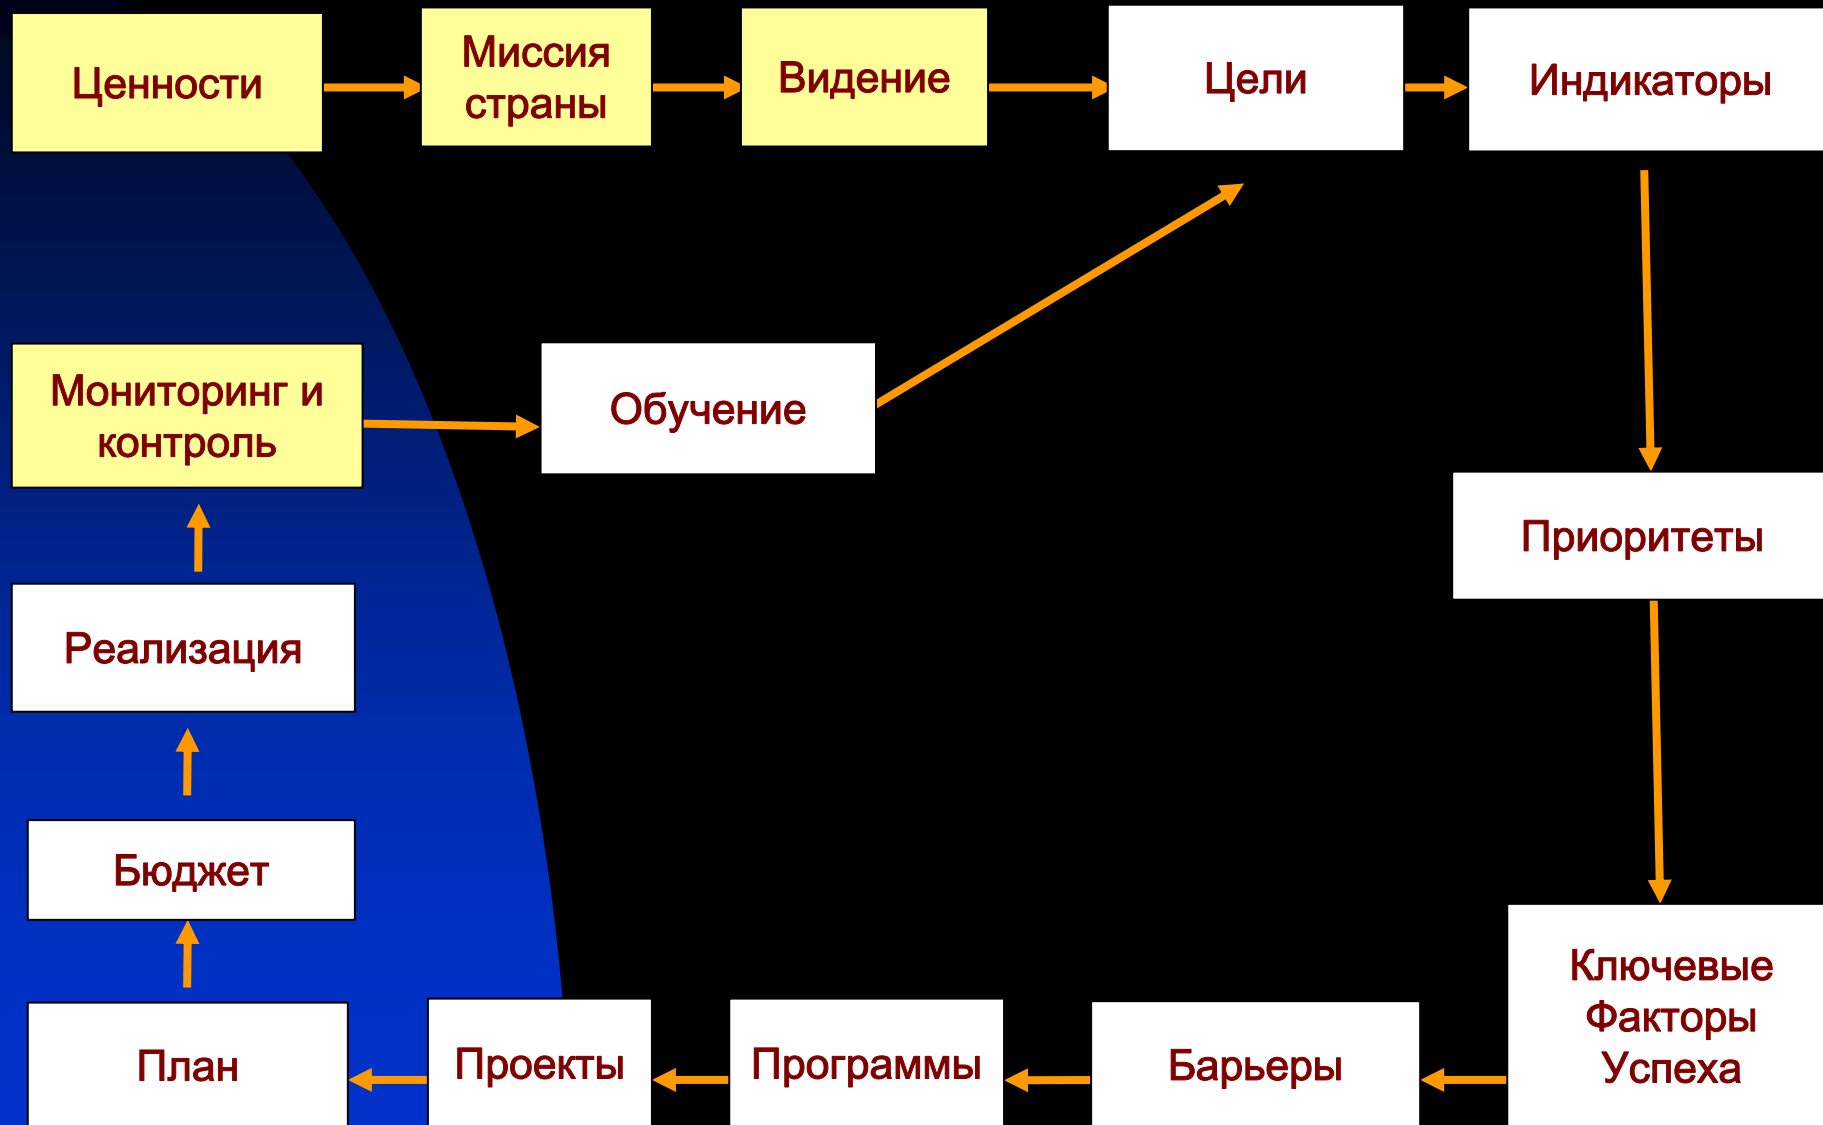 Ценности
Миссия
страны
Видение
Цели
Индикаторы
Мониторинг и
контроль
Обучение
Приоритеты
Реализация
Бюджет
Ключевые
Факторы
Успеха
План
Проекты
Программы
Барьеры